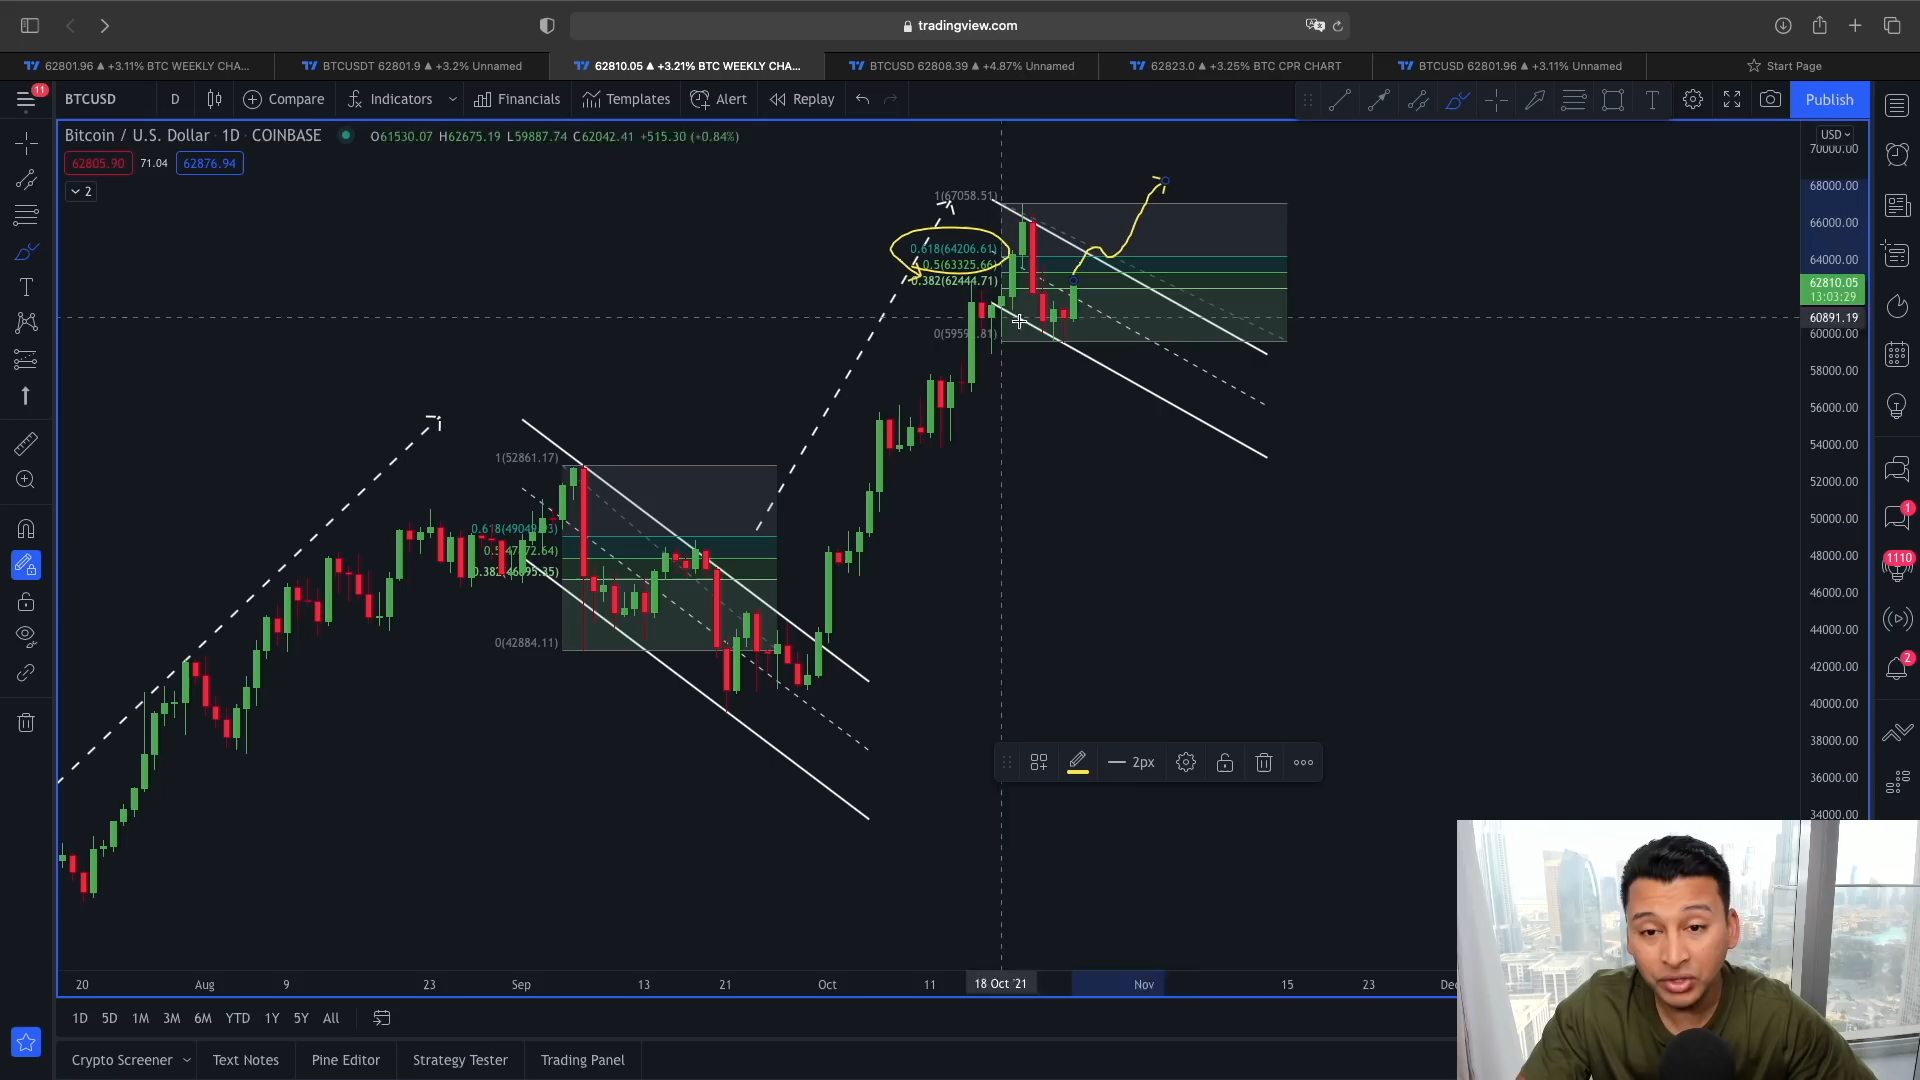 tradingview.com
62801.96 ▲ +3.11% BTC WEEKLY CHA...
BTCUSDT 62801.9 ▲ +3.2% Unnamed
62810.05 ▲ +3.21% BTC WEEKLY CHA...
BTCUSD 62808.39 ▲ +4.87% Unnamed
62823.0 ▲ +3.25% BTC CPR CHART
BTCUSD 62801.96 ▲ +3.11% Unnamed
Start Page
11
BTCUSD
D
Compare
Indicators
Financials
Templates
Alert
Replay
Publish
Bitcoin / U.S. Dollar · 1D · COINBASE
O61530.07 H62675.19 L59887.74 C62042.41 +515.30 (+0.84%)
USD
62805.90
71.04
62876.94
2
70000.00
68000.00
66000.00
64000.00
62810.05
13:03:29
60891.19
60000.00
58000.00
56000.00
54000.00
52000.00
50000.00
48000.00
46000.00
44000.00
42000.00
40000.00
38000.00
36000.00
34000.00
1(67058.51)
0.618(64206.61)
0.5(63325.66)
0.382(62444.71)
1(52861.17)
0(42884.11)
2px
1
1110
2
20
Aug
9
23
Sep
13
21
Oct
11
18 Oct '21
Nov
15
23
1D
5D
1M
3M
6M
YTD
1Y
5Y
All
Crypto Screener
Text Notes
Pine Editor
Strategy Tester
Trading Panel